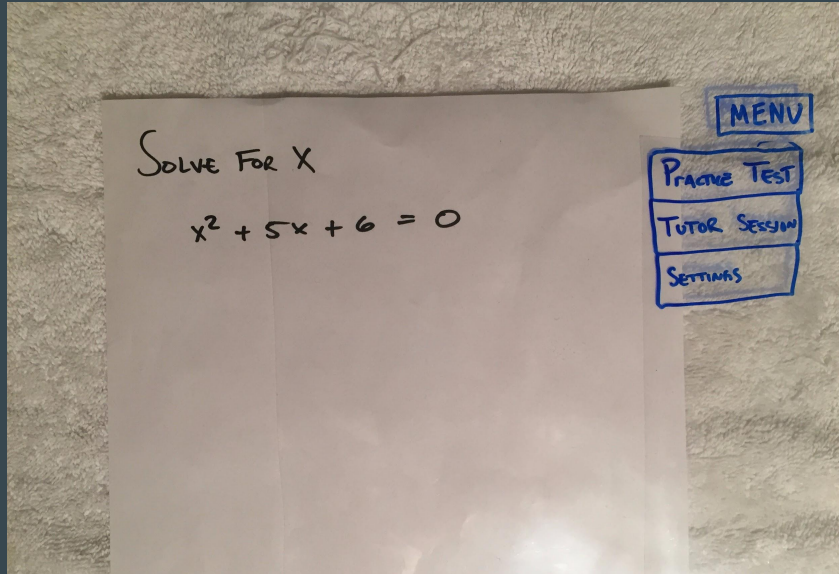 SOLVE FOR X
x² + 5x + 6 = 0
MENU
PRACTICE TEST
TUTOR SESSION
SETTINGS